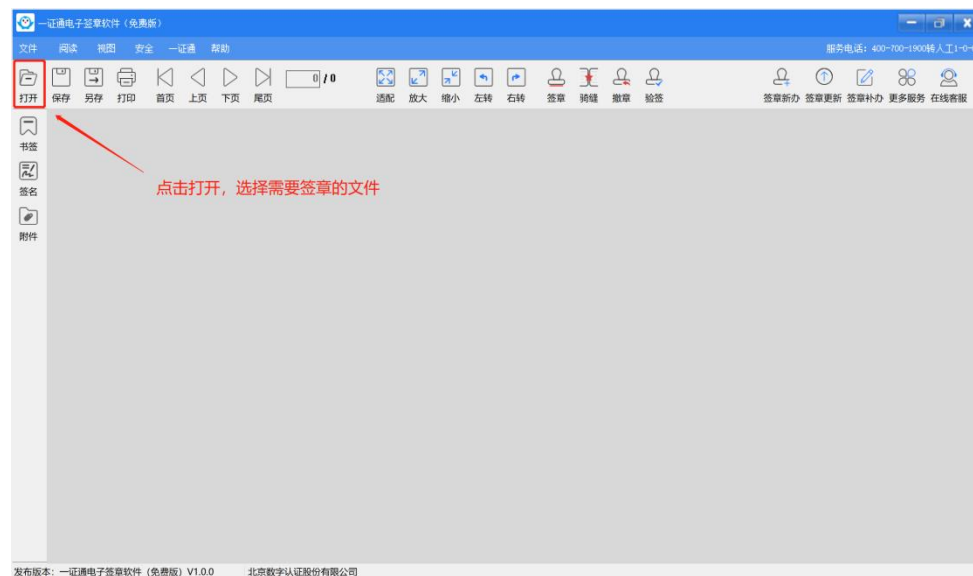 一证通电子签章软件（免费版）
文件 阅读 视图 安全 一证通 帮助 服务电话：400-700-1900转人工1-0-
打开 保存 另存 打印 首页 上页 下页 尾页 0 / 0 适配 放大 缩小 左转 右转 签章 骑缝 撤章 验签 签章新办 签章更新 签章补办 更多服务 在线客服
书签
签名
附件
点击打开，选择需要签章的文件
发布版本：一证通电子签章软件（免费版）V1.0.0 北京数字认证股份有限公司